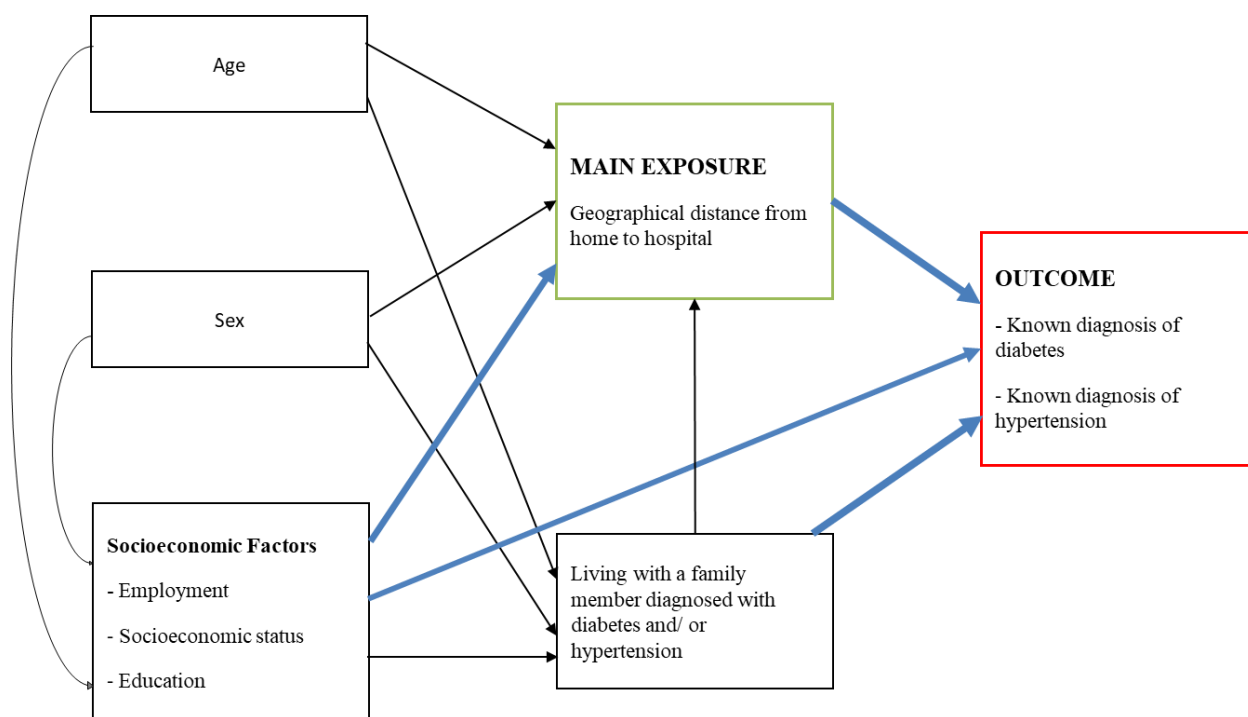 Age
MAIN EXPOSURE
Geographical distance from
home to hospital
OUTCOME
- Known diagnosis of
diabetes
- Known diagnosis of
hypertension
Sex
Socioeconomic Factors
- Employment
- Socioeconomic status
- Education
Living with a family
member diagnosed with
diabetes and/ or
hypertension